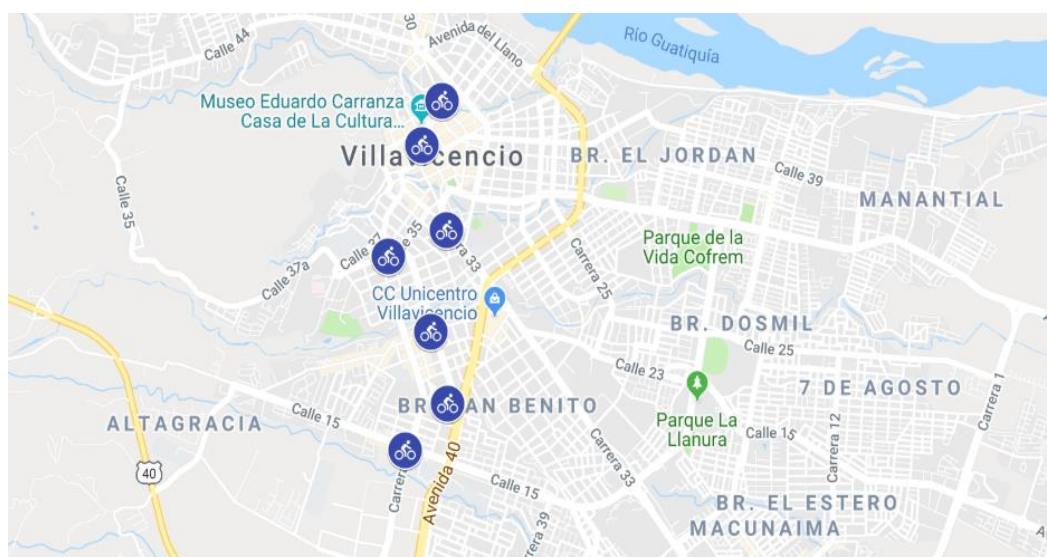 Calle 44
30
Avenida del Llano
Río Guatiquía
Museo Eduardo Carranza
Casa de La Cultura...
Villavicencio
BR. EL JORDAN
Calle 39
MANANTIAL
Calle 35
Calle 37
35
33
Carrera 25
Parque de la
Vida Cofrem
Calle 37a
CC Unicentro
Villavicencio
BR. DOSMIL
Calle 25
Calle 23
7 DE AGOSTO
Carrera 1
Calle 15
ALTAGRACIA
BR. SAN BENITO
Parque La
Llanura
Calle 15
Carrera 12
40
Avenida 40
Carrera 33
Calle 15
Carrera 39
BR. EL ESTERO
MACUNAIMA